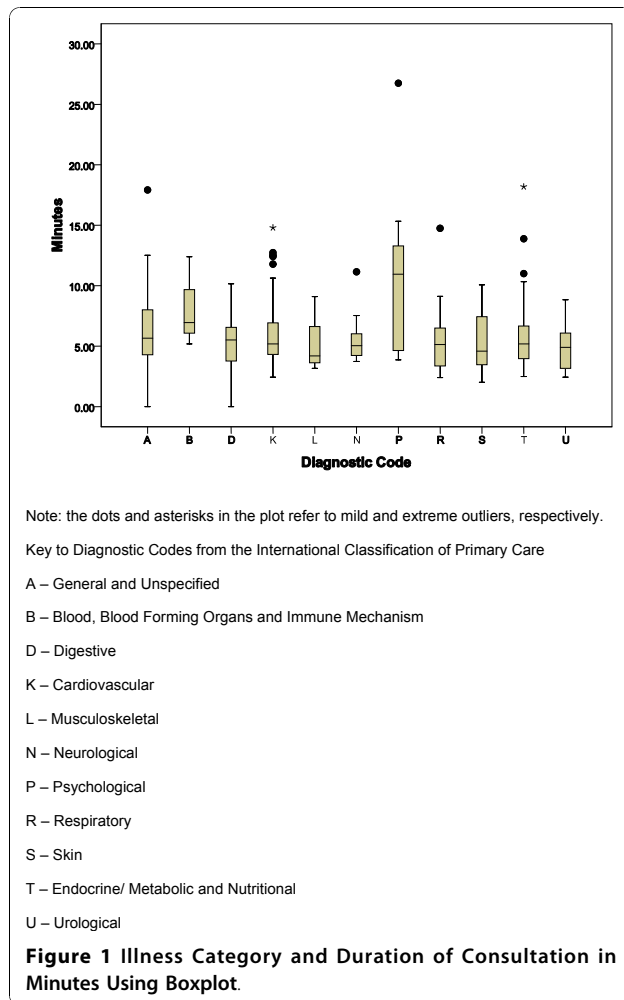 30.00
25.00
20.00
15.00
10.00
5.00
0.00
Minutes
A B D K L N P R S T U
Diagnostic Code
Note: the dots and asterisks in the plot refer to mild and extreme outliers, respectively.
Key to Diagnostic Codes from the International Classification of Primary Care
A – General and Unspecified
B – Blood, Blood Forming Organs and Immune Mechanism
D – Digestive
K – Cardiovascular
L – Musculoskeletal
N – Neurological
P – Psychological
R – Respiratory
S – Skin
T – Endocrine/ Metabolic and Nutritional
U – Urological
Figure 1 Illness Category and Duration of Consultation in
Minutes Using Boxplot.